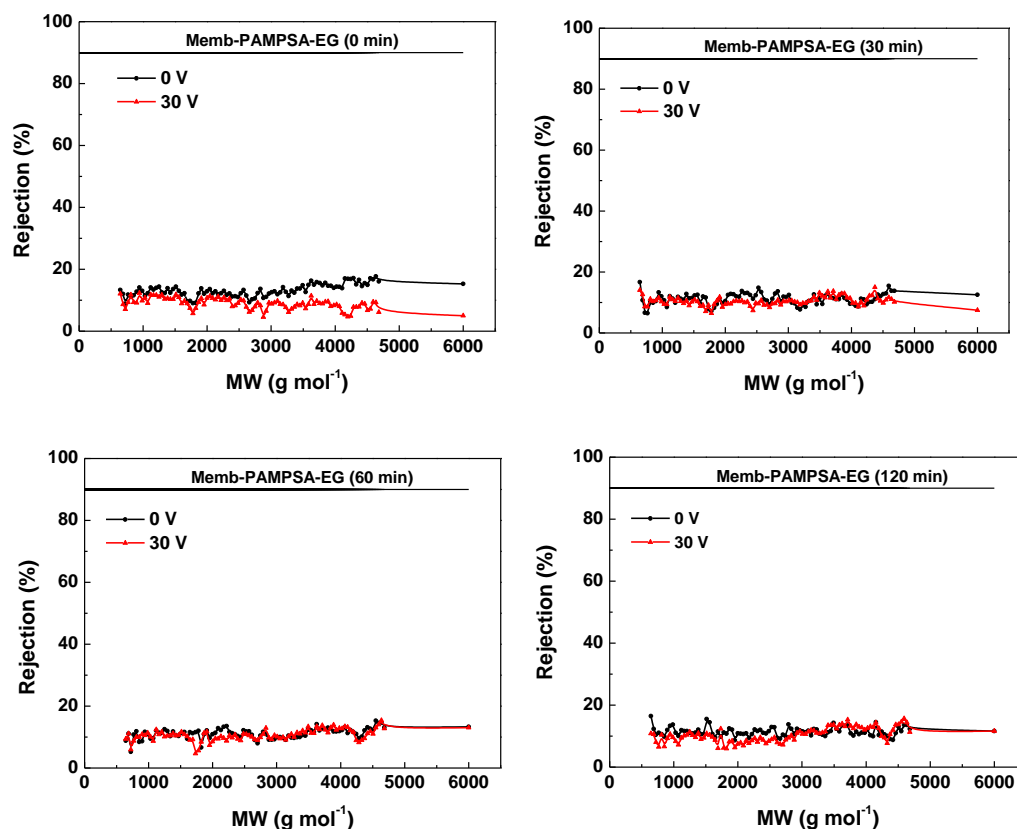 Memb-PAMPSA-EG (0 min)
0 V
30 V
Rejection (%)
100
80
60
40
20
0
0 1000 2000 3000 4000 5000 6000
MW (g mol⁻¹)
Memb-PAMPSA-EG (30 min)
0 V
30 V
Rejection (%)
100
80
60
40
20
0
0 1000 2000 3000 4000 5000 6000
MW (g mol⁻¹)
Memb-PAMPSA-EG (60 min)
0 V
30 V
Rejection (%)
100
80
60
40
20
0
0 1000 2000 3000 4000 5000 6000
MW (g mol⁻¹)
Memb-PAMPSA-EG (120 min)
0 V
30 V
Rejection (%)
100
80
60
40
20
0
0 1000 2000 3000 4000 5000 6000
MW (g mol⁻¹)